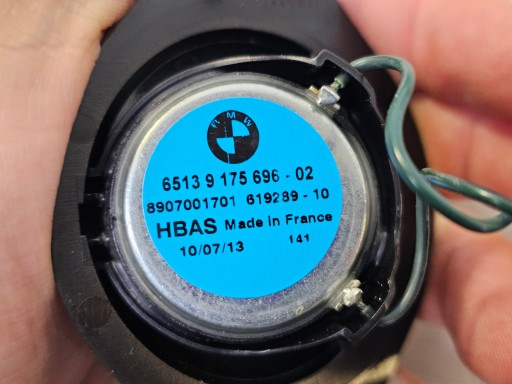 BMW
6513 9 175 696 - 02
8907001701 619289 - 10
HBAS Made in France
10/07/13 141